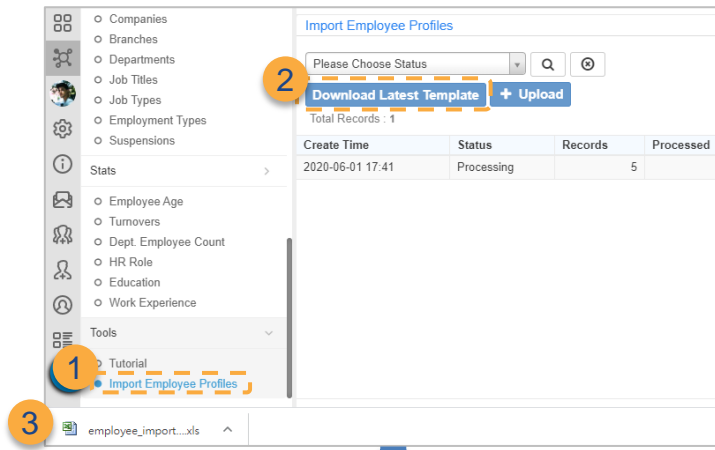 Companies
Branches
Departments
Job Titles
Job Types
Employment Types
Suspensions
Stats
Employee Age
Turnovers
Dept. Employee Count
HR Role
Education
Work Experience
Tools
1
Tutorial
Import Employee Profiles
Import Employee Profiles
Please Choose Status
2
Download Latest Template
+ Upload
Total Records : 1
Create Time Status Records Processed
2020-06-01 17:41 Processing 5
3
employee_import....xls